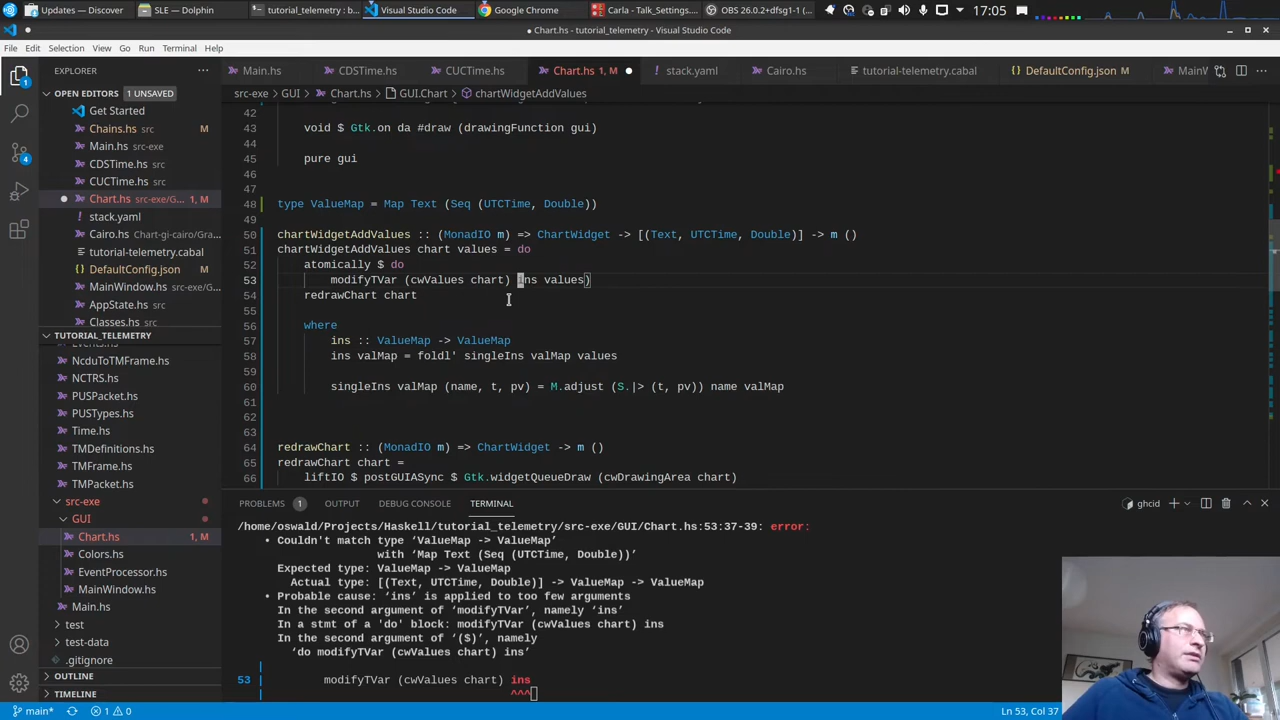 Updates — Discover
SLE — Dolphin
tutorial_telemetry : b...
Visual Studio Code
Google Chrome
Carla - Talk_Settings....
OBS 26.0.2+dfsg1-1 (...
17:05
● Chart.hs - tutorial_telemetry - Visual Studio Code
File Edit Selection View Go Run Terminal Help
EXPLORER
Main.hs
CDSTime.hs
CUCTime.hs
Chart.hs 1, M
stack.yaml
Cairo.hs
tutorial-telemetry.cabal
DefaultConfig.json M
MainW
OPEN EDITORS 1 UNSAVED
src-exe > GUI > Chart.hs > GUI.Chart > chartWidgetAddValues
Get Started
Chains.hs src M
Main.hs src-exe
CDSTime.hs src
CUCTime.hs src
Chart.hs src-exe/G... 1, M
stack.yaml
Cairo.hs Chart-gi-cairo/Gra...
tutorial-telemetry.cabal
DefaultConfig.json M
MainWindow.hs src-exe/...
AppState.hs src
Chart.hs src
Classes.hs src
TUTORIAL_TELEMETRY
NcduToTMFrame.hs
NCTRS.hs
PUSPacket.hs
PUSTypes.hs
Time.hs
TMDefinitions.hs
TMFrame.hs
TMPacket.hs
src-exe
GUI
Chart.hs 1, M
Colors.hs
EventProcessor.hs
MainWindow.hs
Main.hs
test
test-data
.gitignore
OUTLINE
TIMELINE
42
43 void $ Gtk.on da #draw (drawingFunction gui)
44
45 pure gui
46
47
48 type ValueMap = Map Text (Seq (UTCTime, Double))
49
50 chartWidgetAddValues :: (MonadIO m) => ChartWidget -> [(Text, UTCTime, Double)] -> m ()
51 chartWidgetAddValues chart values = do
52 atomically $ do
53 modifyTVar (cwValues chart) ins values)
54 redrawChart chart
55
56 where
57 ins :: ValueMap -> ValueMap
58 ins valMap = foldl' singleIns valMap values
59
60 singleIns valMap (name, t, pv) = M.adjust (S.|> (t, pv)) name valMap
61
62
63
64 redrawChart :: (MonadIO m) => ChartWidget -> m ()
65 redrawChart chart =
66 liftIO $ postGUIASync $ Gtk.widgetQueueDraw (cwDrawingArea chart)
PROBLEMS 1 OUTPUT DEBUG CONSOLE TERMINAL
ghcid
/home/oswald/Projects/Haskell/tutorial_telemetry/src-exe/GUI/Chart.hs:53:37-39: error:
• Couldn't match type ‘ValueMap -> ValueMap’
with ‘Map Text (Seq (UTCTime, Double))’
Expected type: ValueMap -> ValueMap
Actual type: [(Text, UTCTime, Double)] -> ValueMap -> ValueMap
• Probable cause: ‘ins’ is applied to too few arguments
In the second argument of ‘modifyTVar’, namely ‘ins’
In a stmt of a 'do' block: modifyTVar (cwValues chart) ins
In the second argument of ‘($)’, namely
‘do modifyTVar (cwValues chart) ins’
|
53 | modifyTVar (cwValues chart) ins
| ^^^
main*
1 0
Ln 53, Col 37